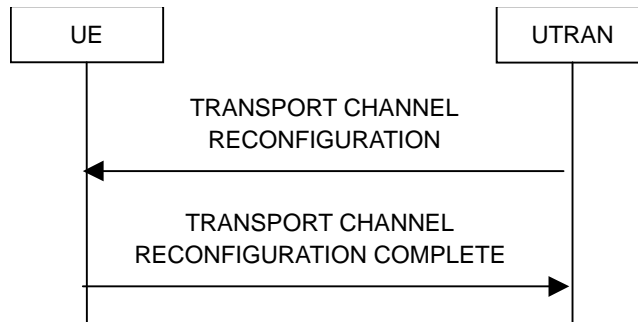 UE
UTRAN
TRANSPORT CHANNEL
RECONFIGURATION
TRANSPORT CHANNEL
RECONFIGURATION COMPLETE